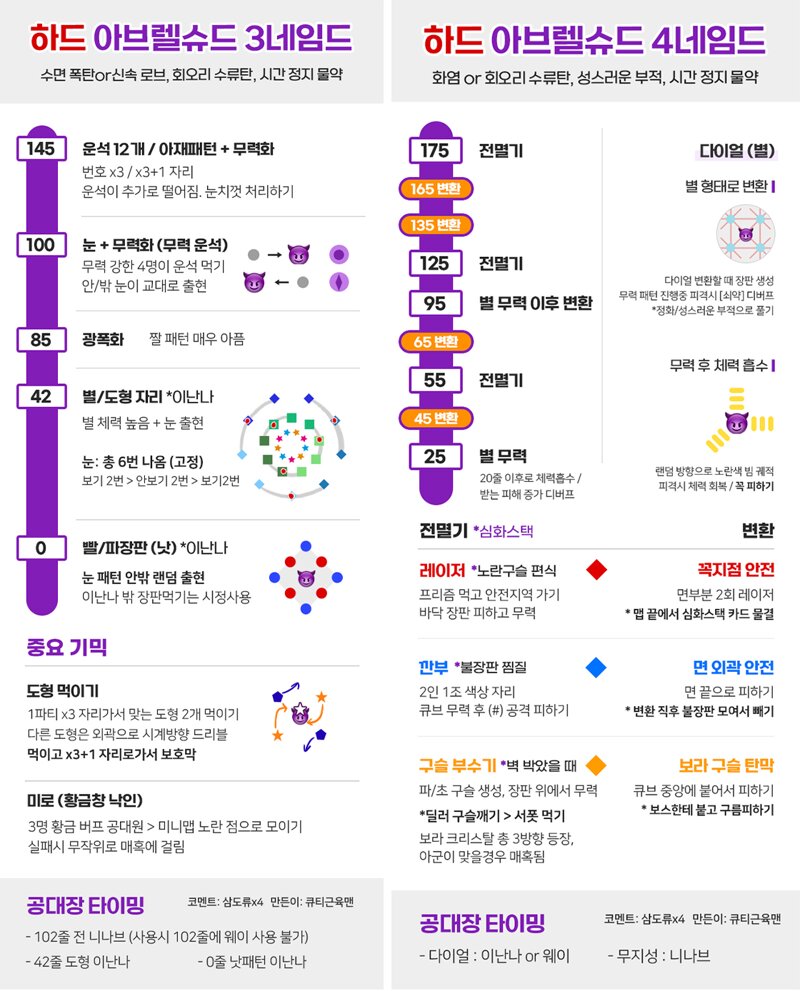 하드 아브렐슈드 3네임드
수면 폭탄or신속 로브, 회오리 수류탄, 시간 정지 물약
145
운석 12개 / 아재패턴 + 무력화
번호 x3 / x3+1 자리
운석이 추가로 떨어짐. 눈치껏 처리하기
100
눈 + 무력화 (무력 운석)
무력 강한 4명이 운석 먹기
안/밖 눈이 교대로 출현
85
광폭화 짤 패턴 매우 아픔
42
별/도형 자리 *이난나
별 체력 높음 + 눈 출현
눈: 총 6번 나옴 (고정)
보기 2번 > 안보기 2번 > 보기2번
0
빨/파장판 (낫) *이난나
눈 패턴 안밖 랜덤 출현
이난나 밖 장판먹기는 시정사용
중요 기믹
도형 먹이기
1파티 x3 자리가서 맞는 도형 2개 먹이기
다른 도형은 외곽으로 시계방향 드리블
먹이고 x3+1 자리로가서 보호막
미로 (황금창 낙인)
3명 황금 버프 공대원 > 미니맵 노란 점으로 모이기
실패시 무작위로 매혹에 걸림
공대장 타이밍
코멘트: 삼도류x4 만든이: 큐티근육맨
- 102줄 전 니나브 (사용시 102줄에 웨이 사용 불가)
- 42줄 도형 이난나
- 0줄 낫패턴 이난나
하드 아브렐슈드 4네임드
화염 or 회오리 수류탄, 성스러운 부적, 시간 정지 물약
175
전멸기
165 변환
135 변환
125
전멸기
95
별 무력 이후 변환
65 변환
55
전멸기
45 변환
25
별 무력
20줄 이후로 체력흡수 /
받는 피해 증가 디버프
다이얼 (별)
별 형태로 변환
다이얼 변환할 때 장판 생성
무력 패턴 진행중 피격시 [쇠약] 디버프
*정화/성스러운 부적으로 풀기
무력 후 체력 흡수
랜덤 방향으로 노란색 빔 궤적
피격시 체력 회복 / 꼭 피하기
전멸기 *심화스택
변환
레이저 *노란구슬 편식
프리즘 먹고 안전지역 가기
바닥 장판 피하고 무력
꼭지점 안전
면부분 2회 레이저
* 맵 끝에서 심화스택 카드 물결
깐부 *불장판 찜질
2인 1조 색상 자리
큐브 무력 후 (#) 공격 피하기
면 외곽 안전
면 끝으로 피하기
* 변환 직후 불장판 모여서 빼기
구슬 부수기 *벽 박았을 때
파/초 구슬 생성, 장판 위에서 무력
*딜러 구슬깨기 > 서폿 먹기
보라 크리스탈 총 3방향 등장,
아군이 맞을경우 매혹됨
보라 구슬 탄막
큐브 중앙에 붙어서 피하기
* 보스한테 붙고 구름피하기
공대장 타이밍
코멘트: 삼도류x4 만든이: 큐티근육맨
- 다이얼 : 이난나 or 웨이
- 무지성 : 니나브